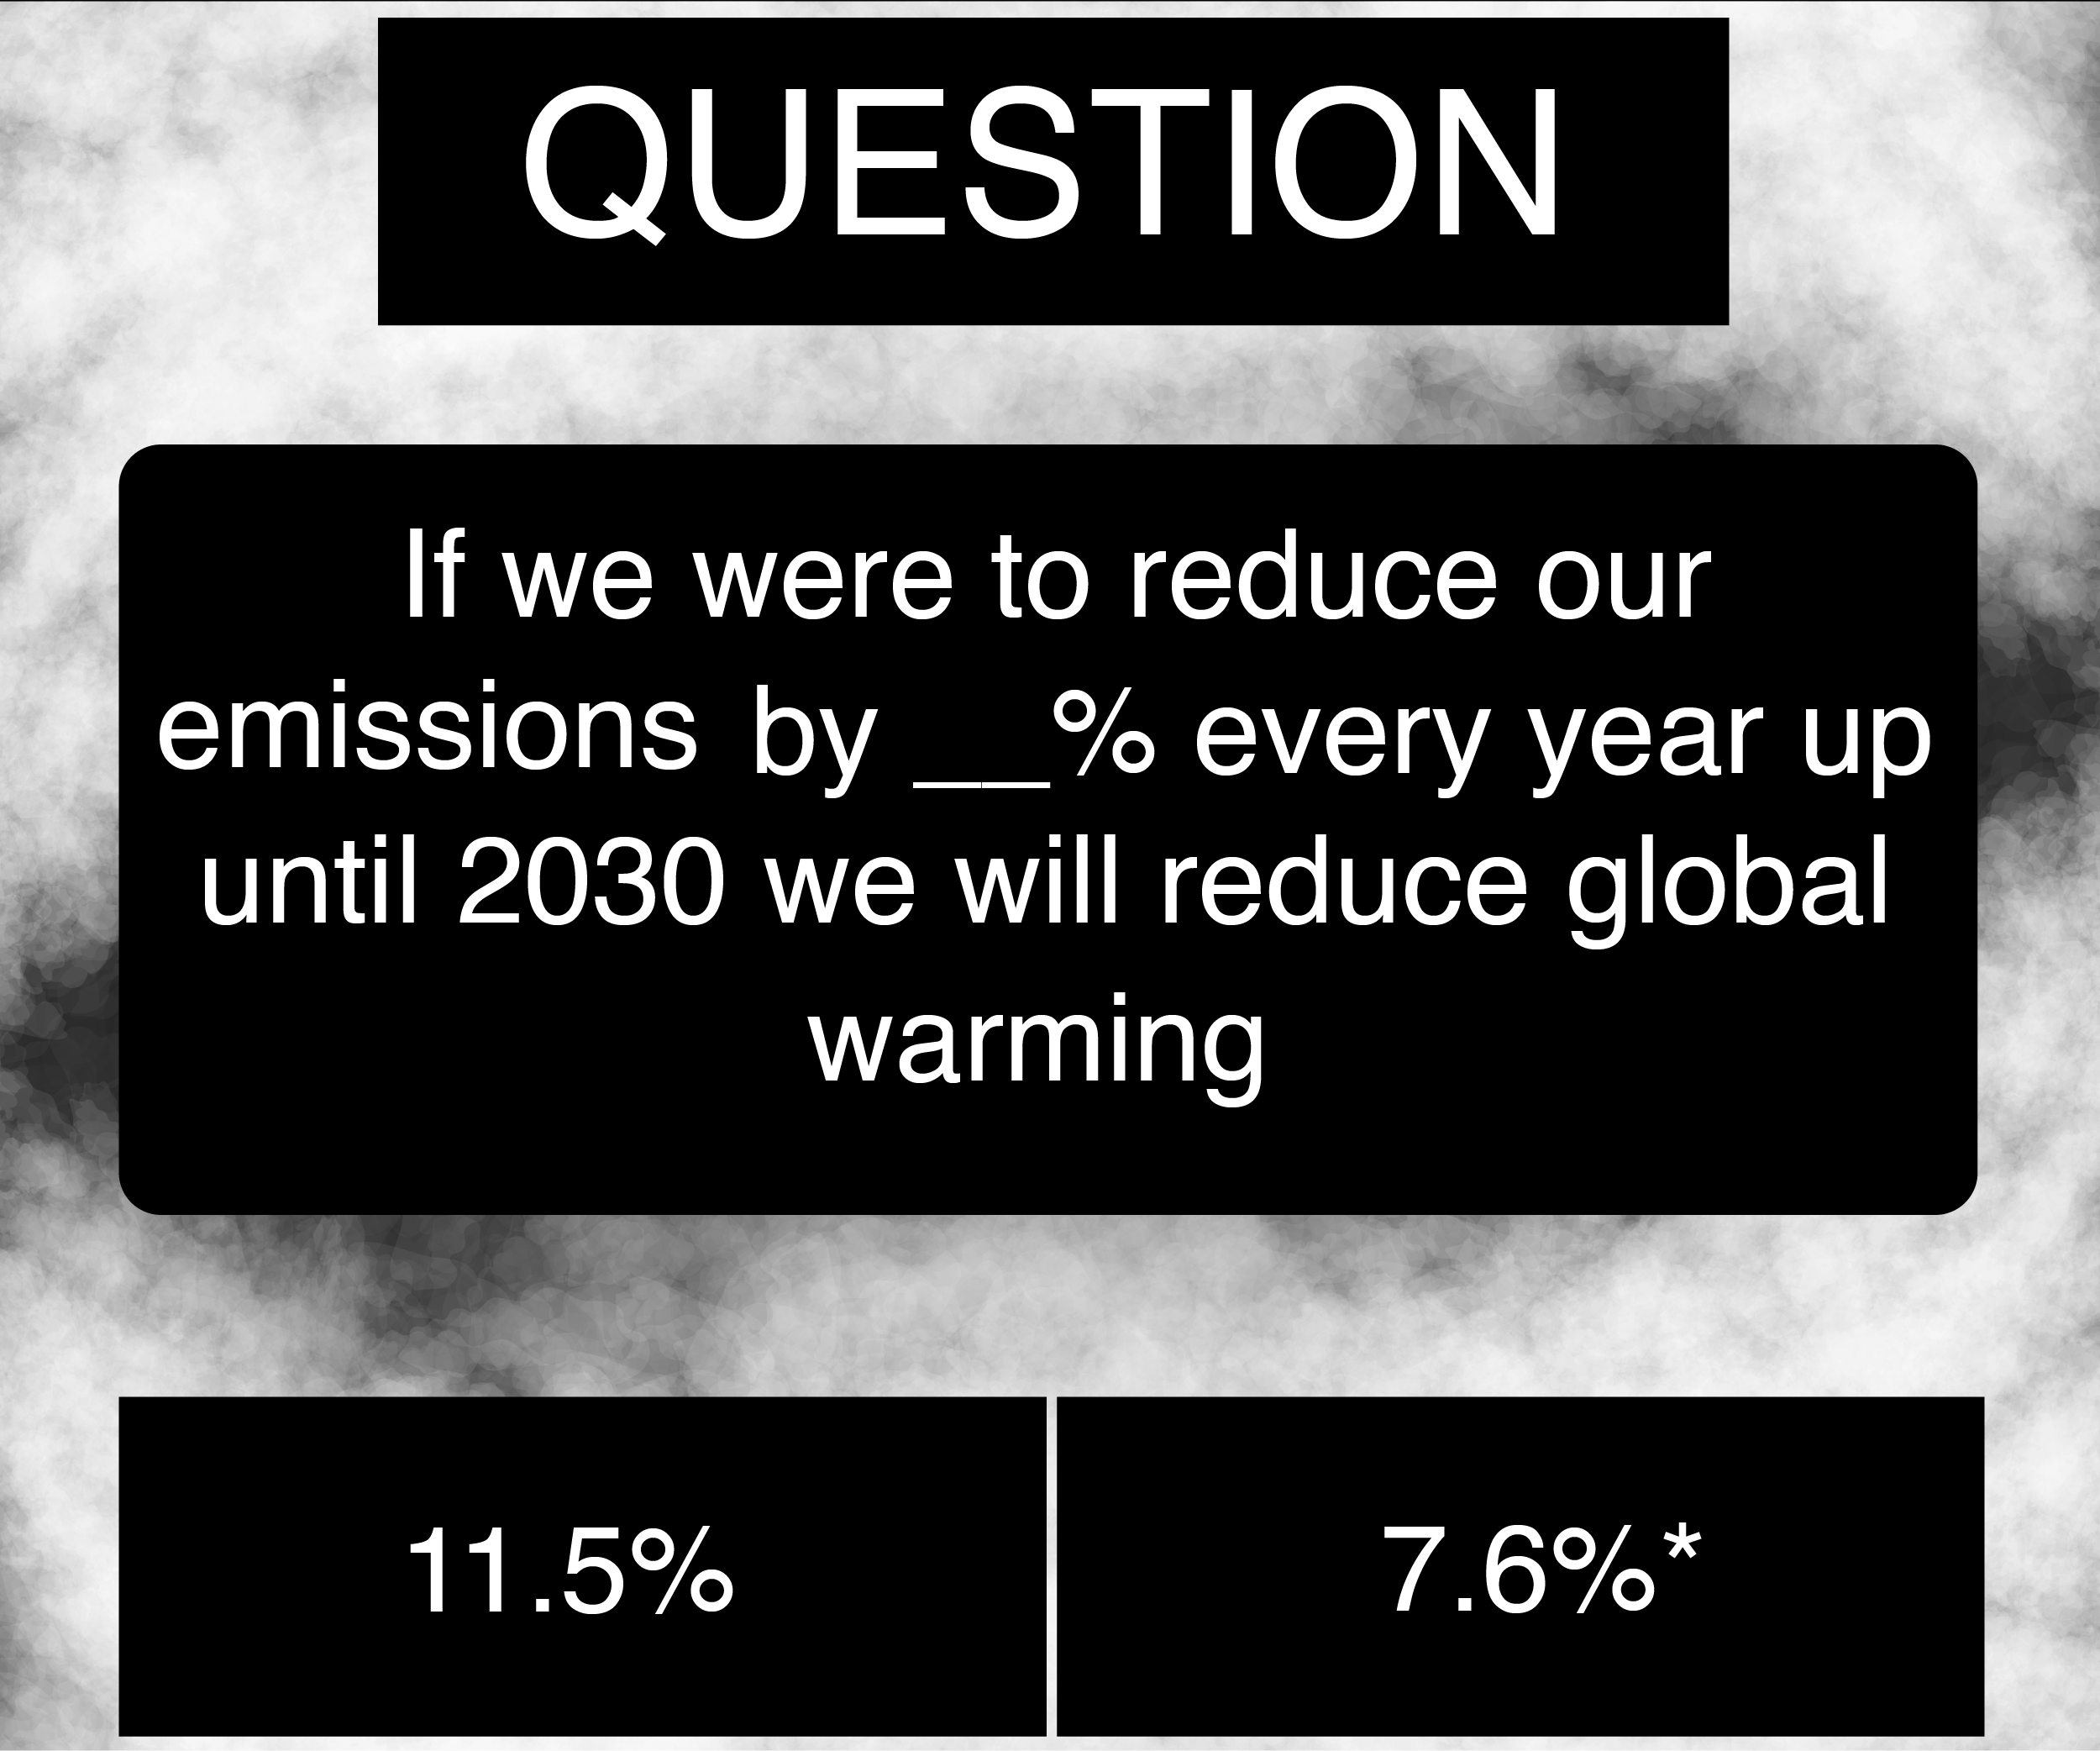 QUESTION
If we were to reduce our
emissions by __% every year up
until 2030 we will reduce global
warming
11.5%
7.6%*